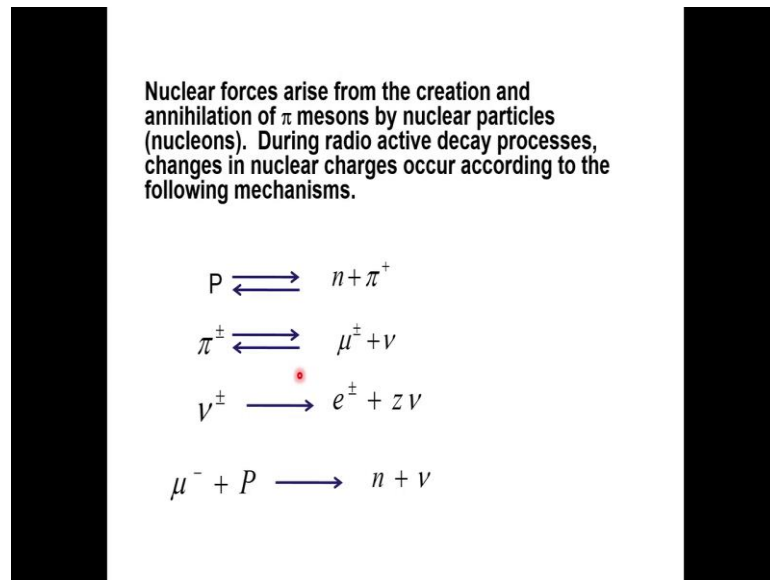 Nuclear forces arise from the creation and
annihilation of π mesons by nuclear particles
(nucleons). During radio active decay processes,
changes in nuclear charges occur according to the
following mechanisms.
P ⇌ n + π⁺
π± ⇌ μ± + ν
ν± → e± + z ν
μ⁻ + P → n + ν